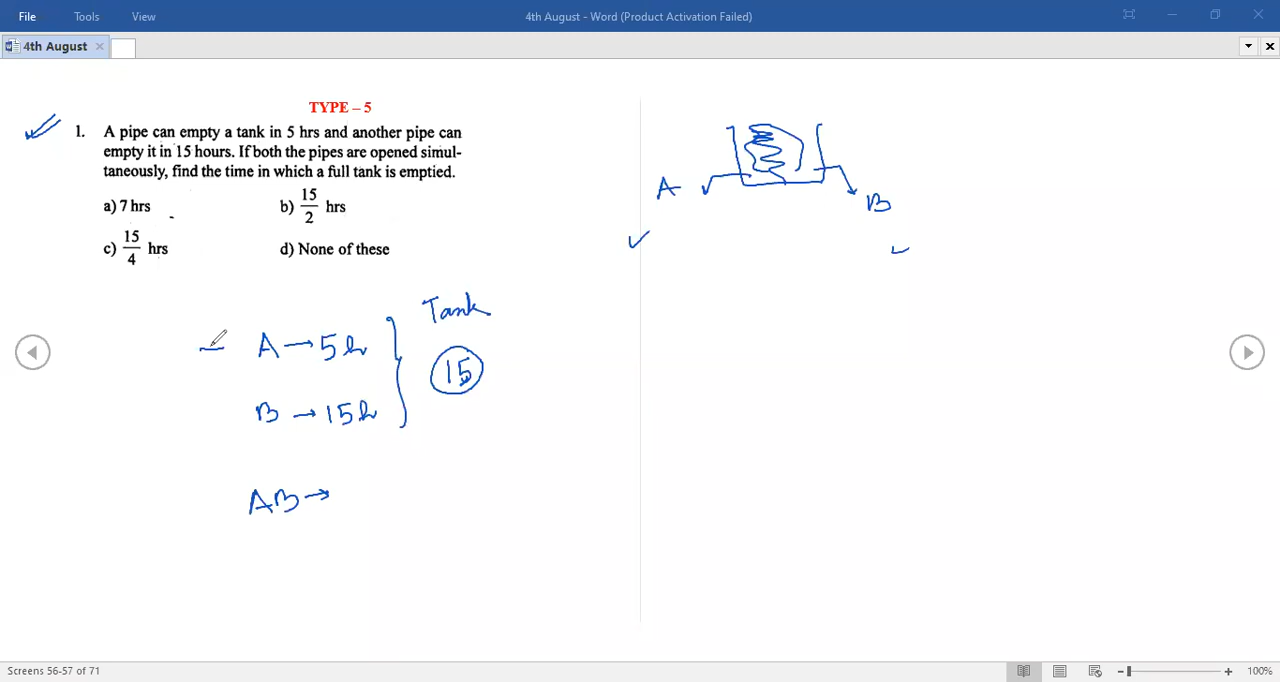 File Tools View 4th August - Word (Product Activation Failed)
4th August
TYPE – 5
1. A pipe can empty a tank in 5 hrs and another pipe can
empty it in 15 hours. If both the pipes are opened simul-
taneously, find the time in which a full tank is emptied.
a) 7 hrs b) 15/2 hrs
c) 15/4 hrs d) None of these
A B
Tank
A → 5 h
15
B → 15 h
AB →
Screens 56-57 of 71 100%